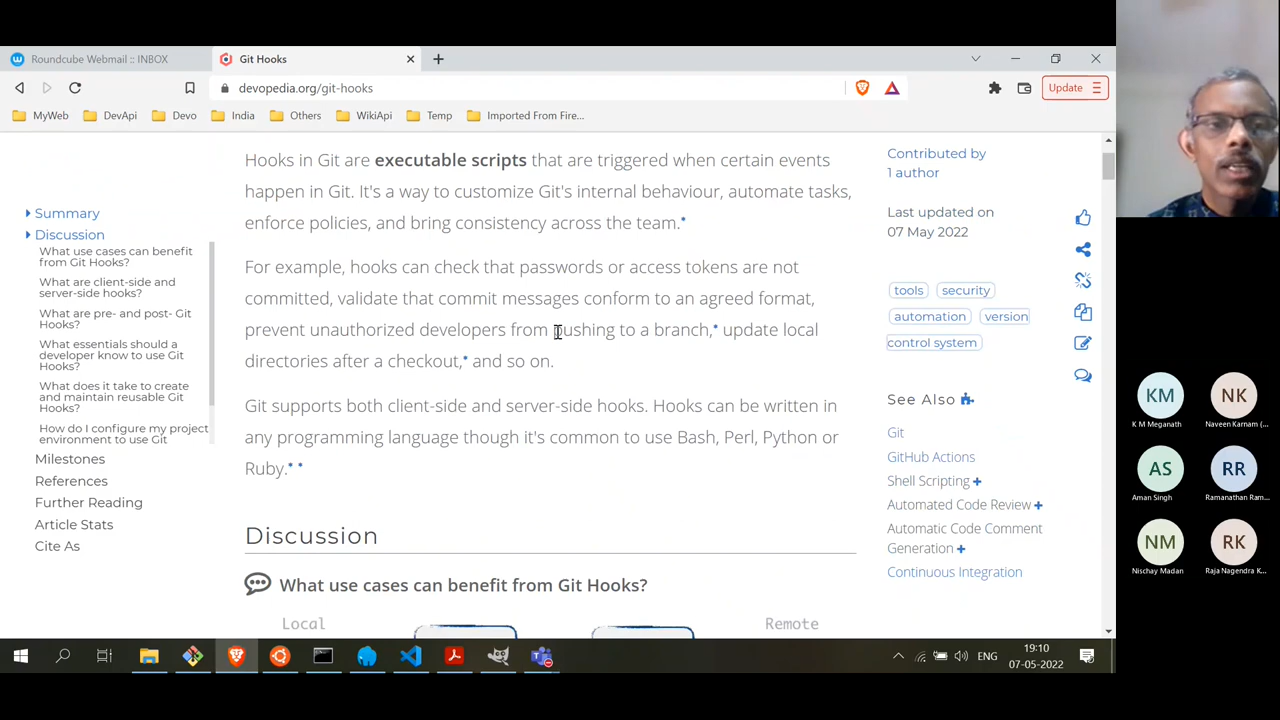 Roundcube Webmail :: INBOX
Git Hooks
devopedia.org/git-hooks
Update
MyWeb
DevApi
Devo
India
Others
WikiApi
Temp
Imported From Fire...
Summary
Discussion
What use cases can benefit
from Git Hooks?
What are client-side and
server-side hooks?
What are pre- and post- Git
Hooks?
What essentials should a
developer know to use Git
Hooks?
What does it take to create
and maintain reusable Git
Hooks?
How do I configure my project
environment to use Git
Milestones
References
Further Reading
Article Stats
Cite As
Hooks in Git are executable scripts that are triggered when certain events
happen in Git. It's a way to customize Git's internal behaviour, automate tasks,
enforce policies, and bring consistency across the team.
For example, hooks can check that passwords or access tokens are not
committed, validate that commit messages conform to an agreed format,
prevent unauthorized developers from pushing to a branch, update local
directories after a checkout, and so on.
Git supports both client-side and server-side hooks. Hooks can be written in
any programming language though it's common to use Bash, Perl, Python or
Ruby.
Discussion
What use cases can benefit from Git Hooks?
Local
Remote
Contributed by
1 author
Last updated on
07 May 2022
tools
security
automation
version
control system
See Also
Git
GitHub Actions
Shell Scripting
Automated Code Review
Automatic Code Comment
Generation
Continuous Integration
KM
K M Meganath
NK
Naveen Karnam (...
AS
Aman Singh
RR
Ramanathan Ram...
NM
Nischay Madan
RK
Raja Nagendra K...
ENG
19:10
07-05-2022